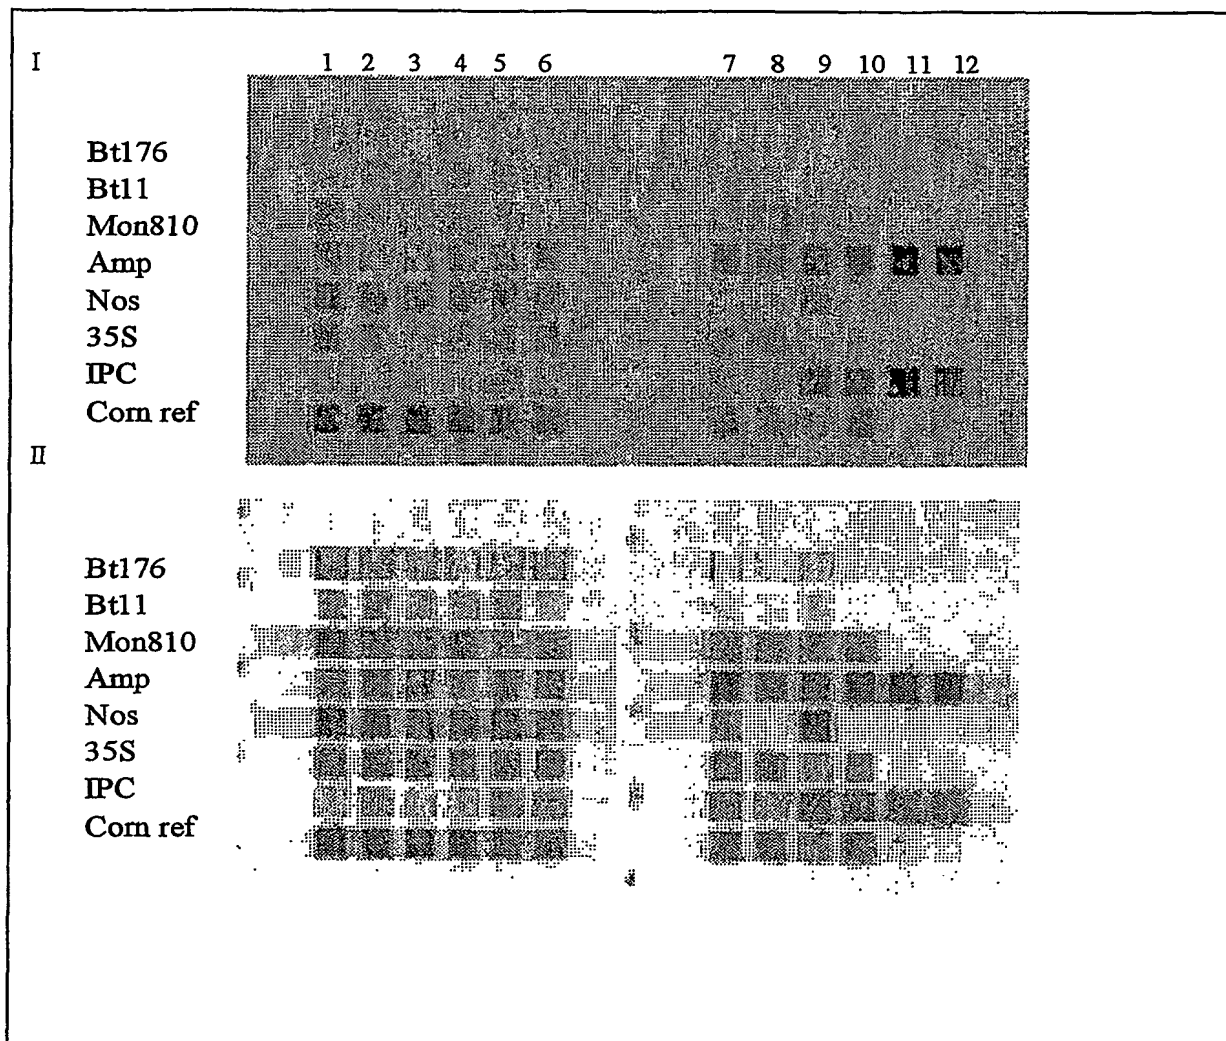 I
1 2 3 4 5 6 7 8 9 10 11 12
Bt176
Bt11
Mon810
Amp
Nos
35S
IPC
Corn ref
II
Bt176
Bt11
Mon810
Amp
Nos
35S
IPC
Corn ref